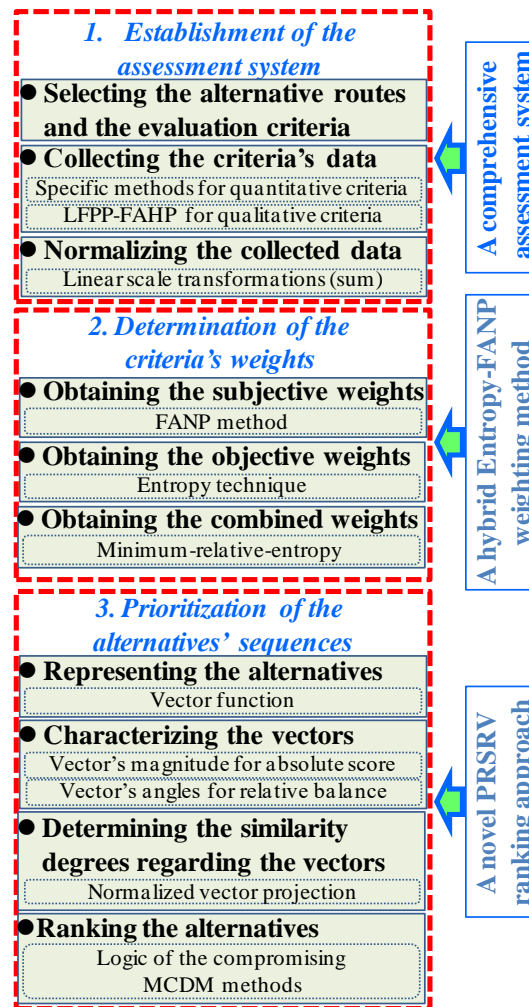 1. Establishment of the
assessment system
● Selecting the alternative routes
and the evaluation criteria
● Collecting the criteria's data
Specific methods for quantitative criteria
LFPP-FAHP for qualitative criteria
● Normalizing the collected data
Linear scale transformations (sum)
A comprehensive
assessment system
2. Determination of the
criteria's weights
● Obtaining the subjective weights
FANP method
● Obtaining the objective weights
Entropy technique
● Obtaining the combined weights
Minimum-relative-entropy
A hybrid Entropy-FANP
weighting method
3. Prioritization of the
alternatives' sequences
● Representing the alternatives
Vector function
● Characterizing the vectors
Vector's magnitude for absolute score
Vector's angles for relative balance
● Determining the similarity
degrees regarding the vectors
Normalized vector projection
● Ranking the alternatives
Logic of the compromising
MCDM methods
A novel PRSRV
ranking approach